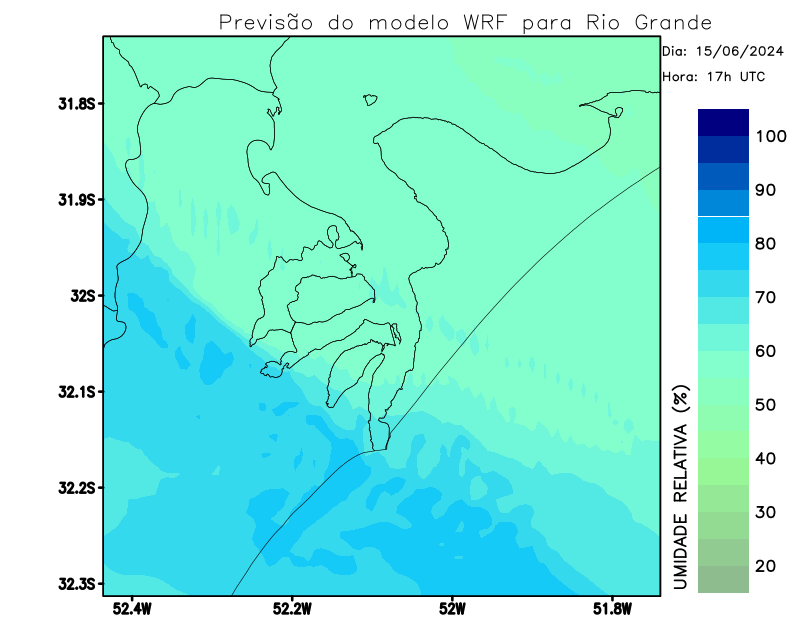 Previsão do modelo WRF para Rio Grande
Dia: 15/06/2024
Hora: 17h UTC
31.8S
31.9S
32S
32.1S
32.2S
32.3S
52.4W
52.2W
52W
51.8W
UMIDADE RELATIVA (%)
100
90
80
70
60
50
40
30
20